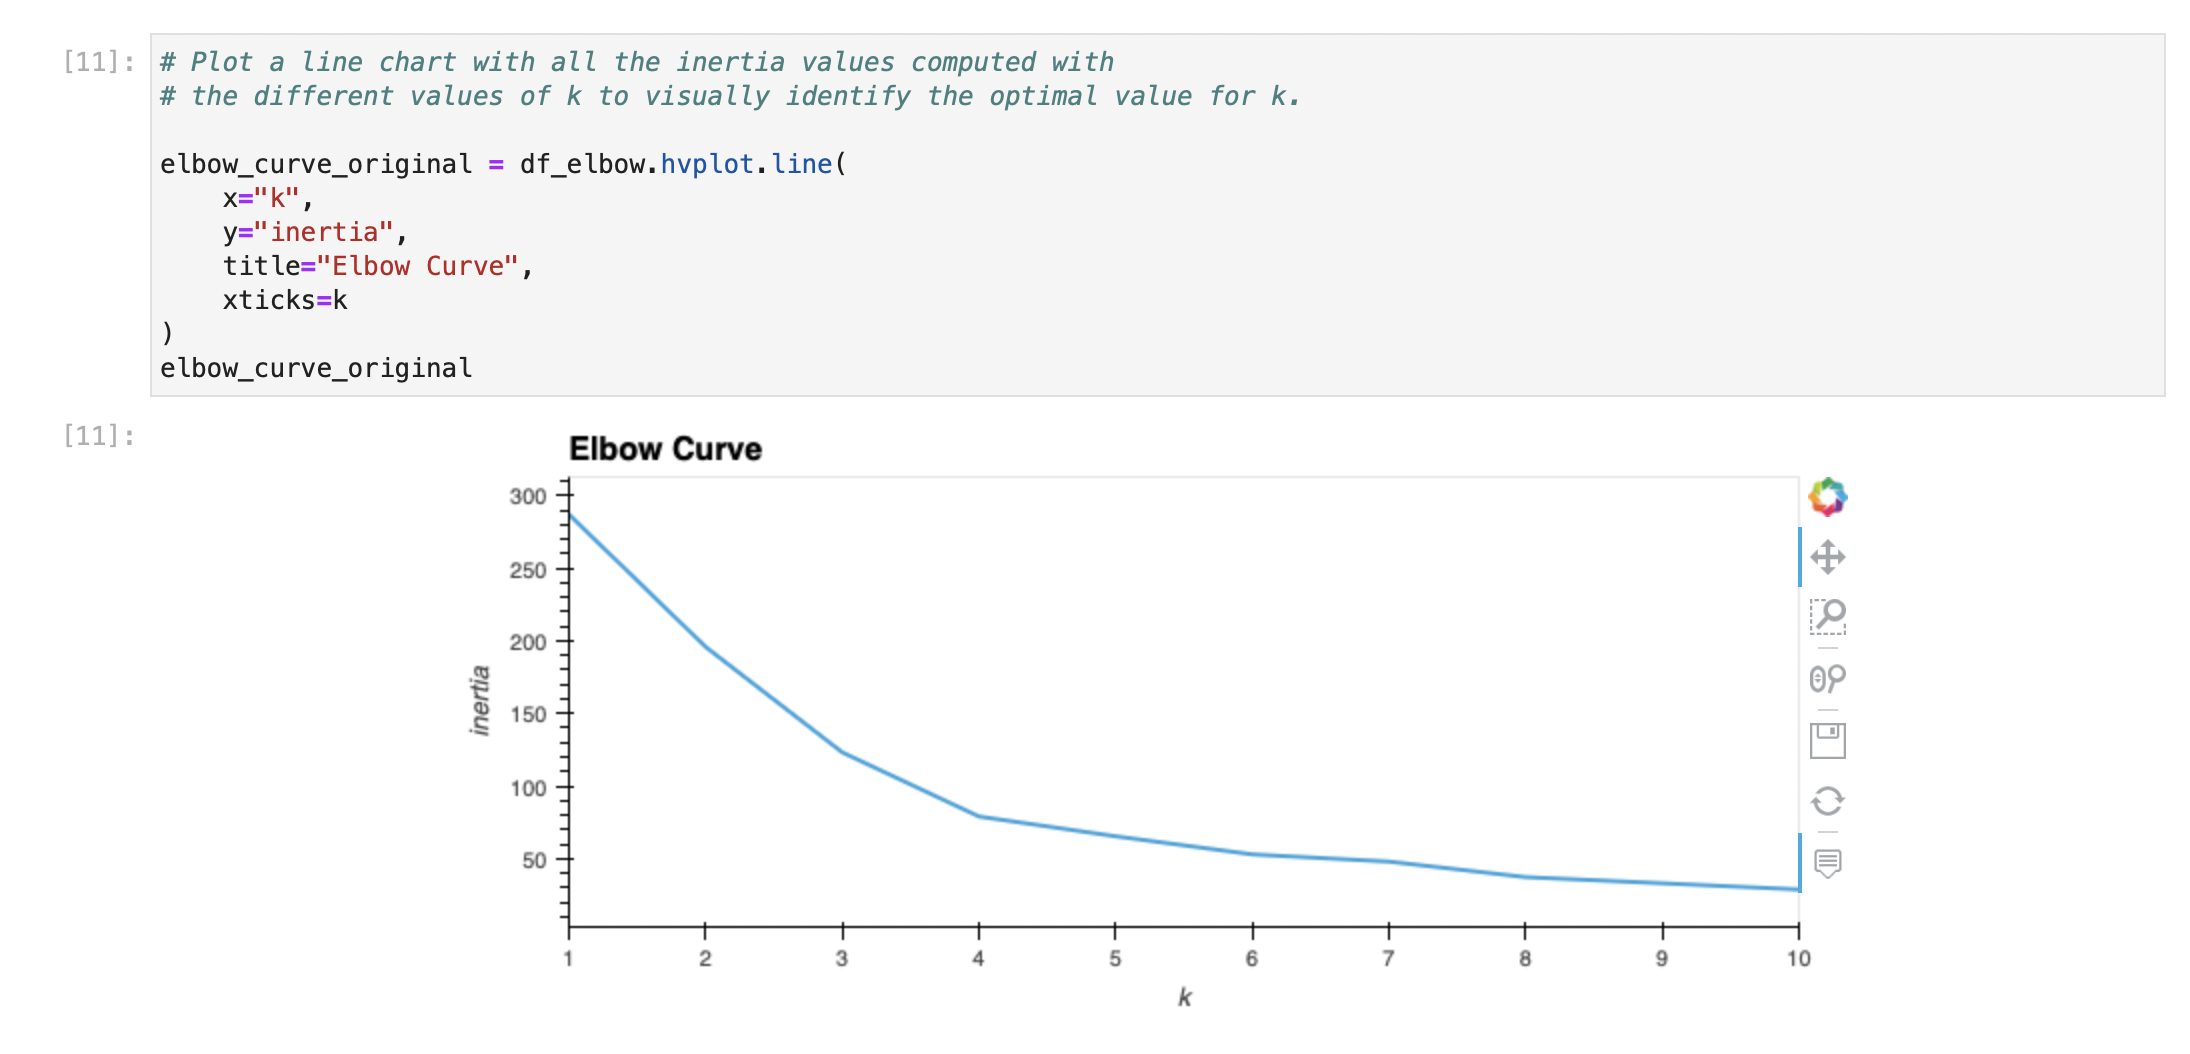 [11]:
# Plot a line chart with all the inertia values computed with
# the different values of k to visually identify the optimal value for k.
elbow_curve_original = df_elbow.hvplot.line(
    x="k",
    y="inertia",
    title="Elbow Curve",
    xticks=k
)
elbow_curve_original
[11]:
Elbow Curve
300
250
200
150
100
50
inertia
1 2 3 4 5 6 7 8 9 10
k